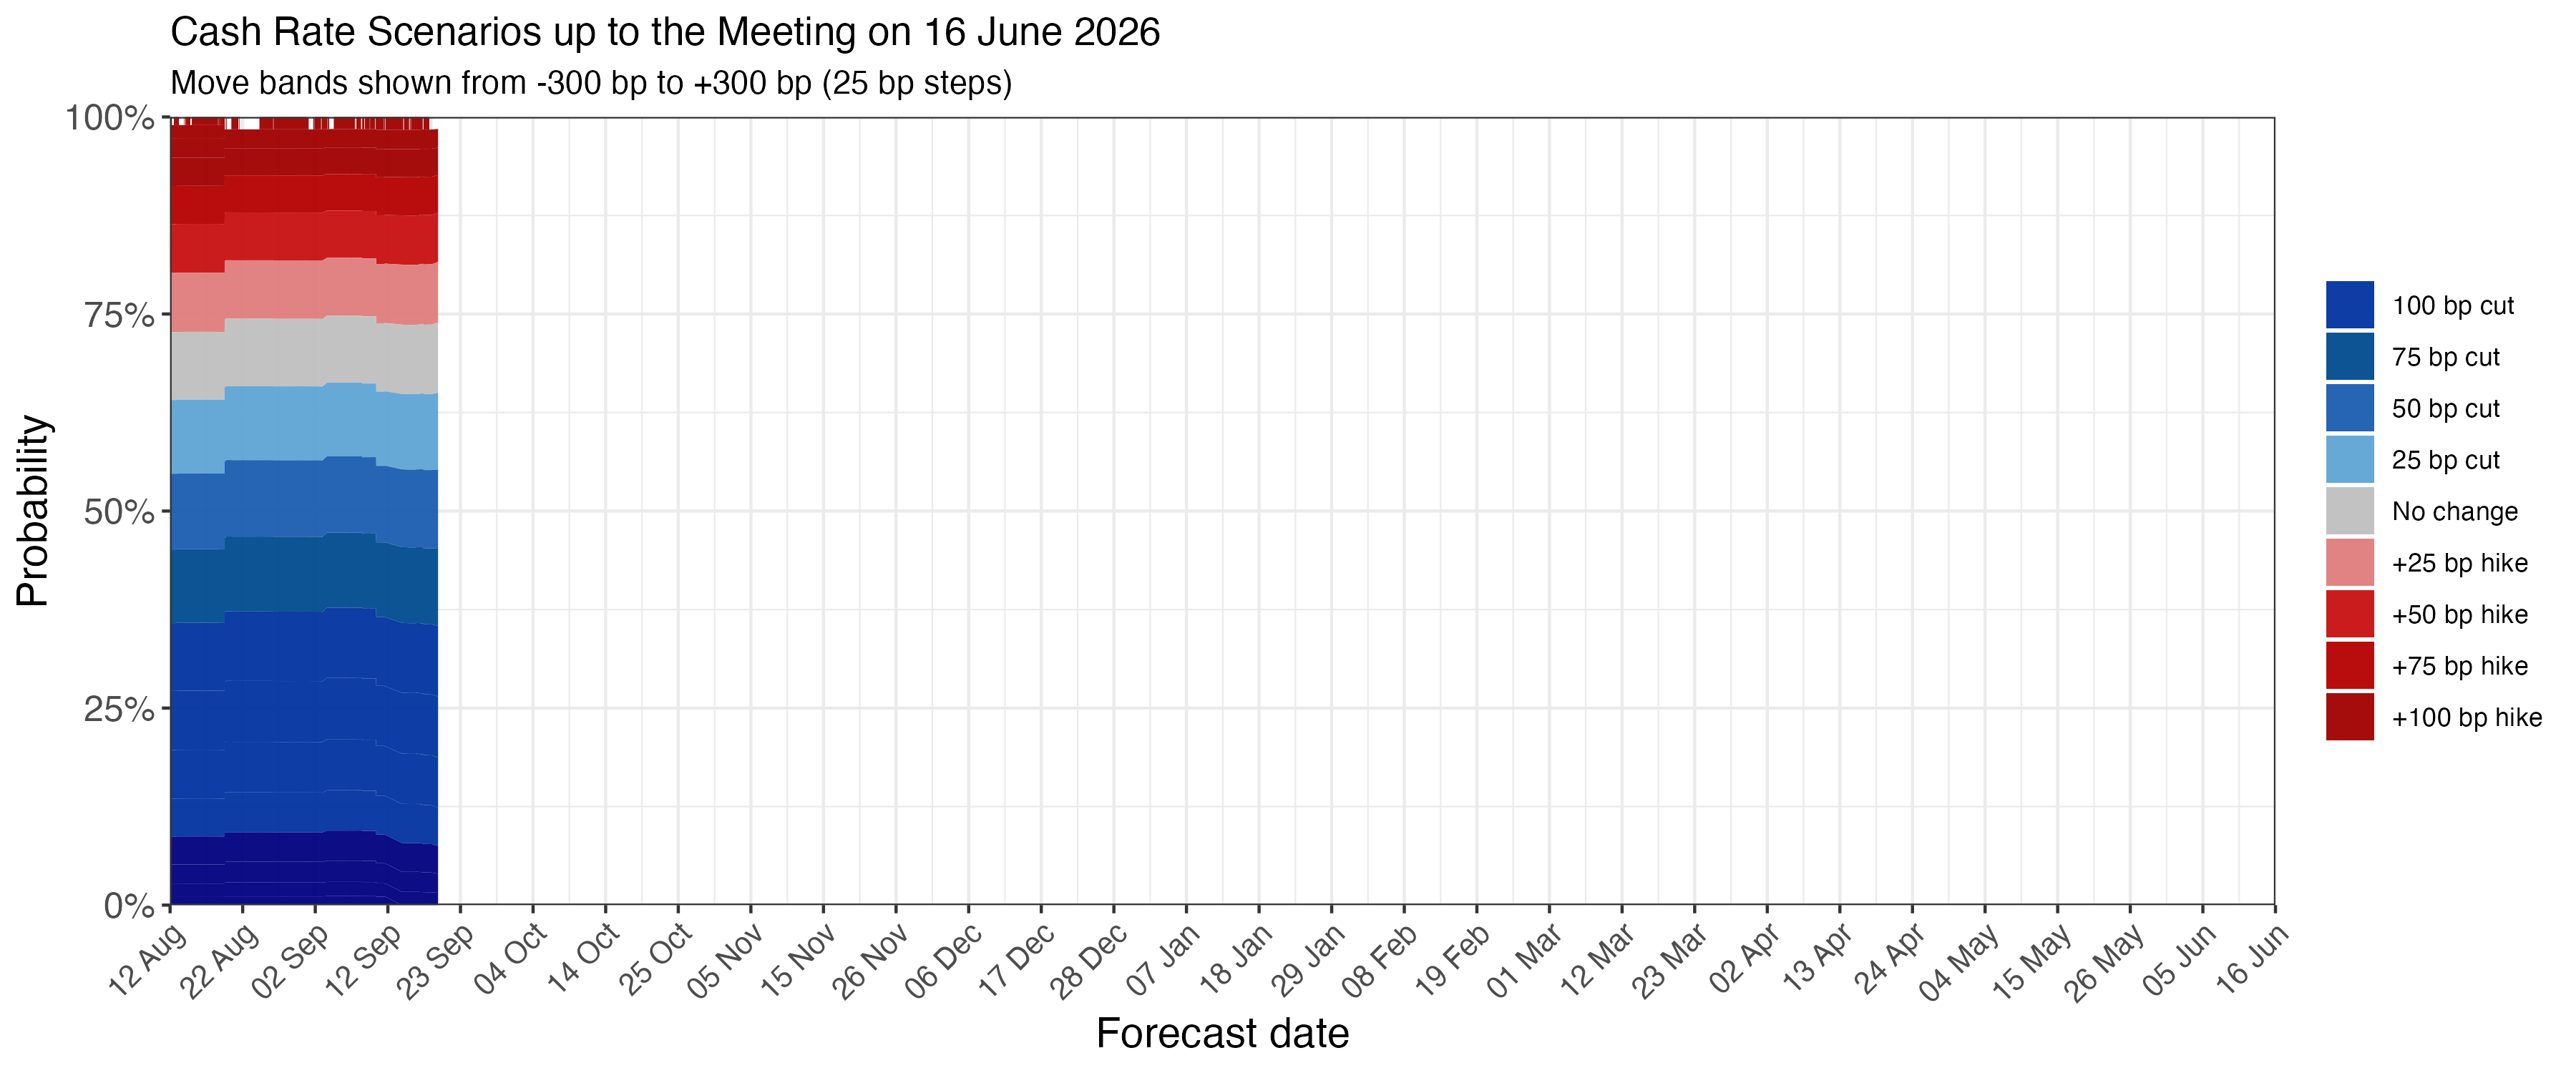 Cash Rate Scenarios up to the Meeting on 16 June 2026
Move bands shown from -300 bp to +300 bp (25 bp steps)
Probability
100%
75%
50%
25%
0%
12 Aug
22 Aug
02 Sep
12 Sep
23 Sep
04 Oct
14 Oct
25 Oct
05 Nov
15 Nov
26 Nov
06 Dec
17 Dec
28 Dec
07 Jan
18 Jan
29 Jan
08 Feb
19 Feb
01 Mar
12 Mar
23 Mar
02 Apr
13 Apr
24 Apr
04 May
15 May
26 May
05 Jun
16 Jun
Forecast date
100 bp cut
75 bp cut
50 bp cut
25 bp cut
No change
+25 bp hike
+50 bp hike
+75 bp hike
+100 bp hike